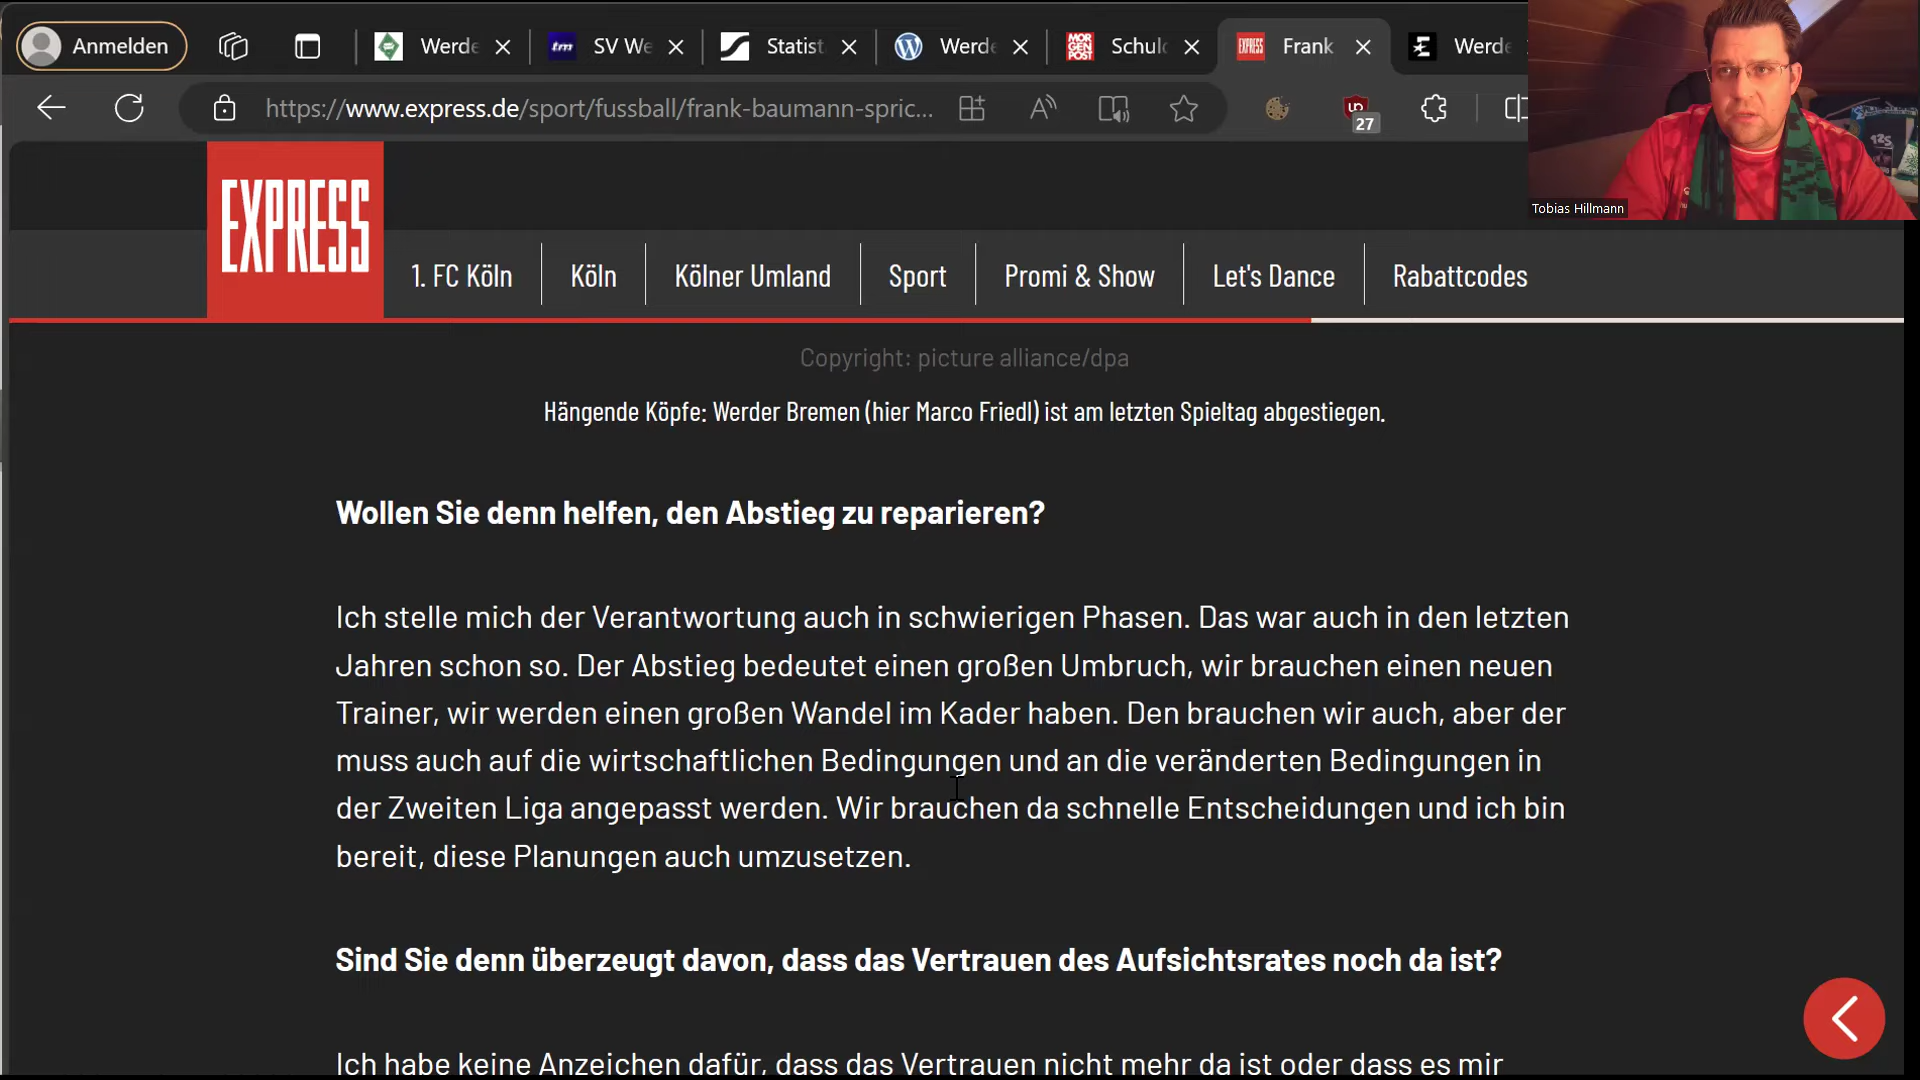 Anmelden
Werde
SV We
Statist
Werde
Schuld
Frank
Werde
https://www.express.de/sport/fussball/frank-baumann-spric...
27
125
Tobias Hillmann
EXPRESS
1. FC Köln
Köln
Kölner Umland
Sport
Promi & Show
Let's Dance
Rabattcodes
Copyright: picture alliance/dpa
Hängende Köpfe: Werder Bremen (hier Marco Friedl) ist am letzten Spieltag abgestiegen.
Wollen Sie denn helfen, den Abstieg zu reparieren?
Ich stelle mich der Verantwortung auch in schwierigen Phasen. Das war auch in den letzten
Jahren schon so. Der Abstieg bedeutet einen großen Umbruch, wir brauchen einen neuen
Trainer, wir werden einen großen Wandel im Kader haben. Den brauchen wir auch, aber der
muss auch auf die wirtschaftlichen Bedingungen und an die veränderten Bedingungen in
der Zweiten Liga angepasst werden. Wir brauchen da schnelle Entscheidungen und ich bin
bereit, diese Planungen auch umzusetzen.
Sind Sie denn überzeugt davon, dass das Vertrauen des Aufsichtsrates noch da ist?
Ich habe keine Anzeichen dafür, dass das Vertrauen nicht mehr da ist oder dass es mir